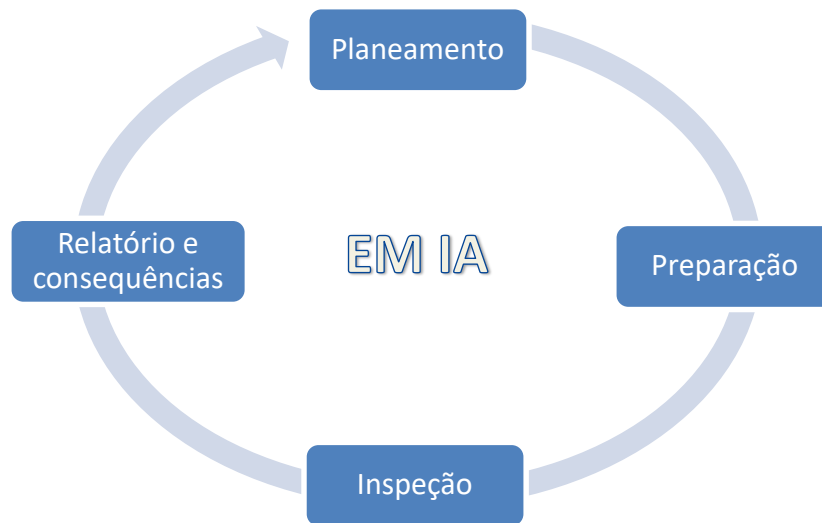 Planeamento
Relatório e
consequências
EM IA
Preparação
Inspeção